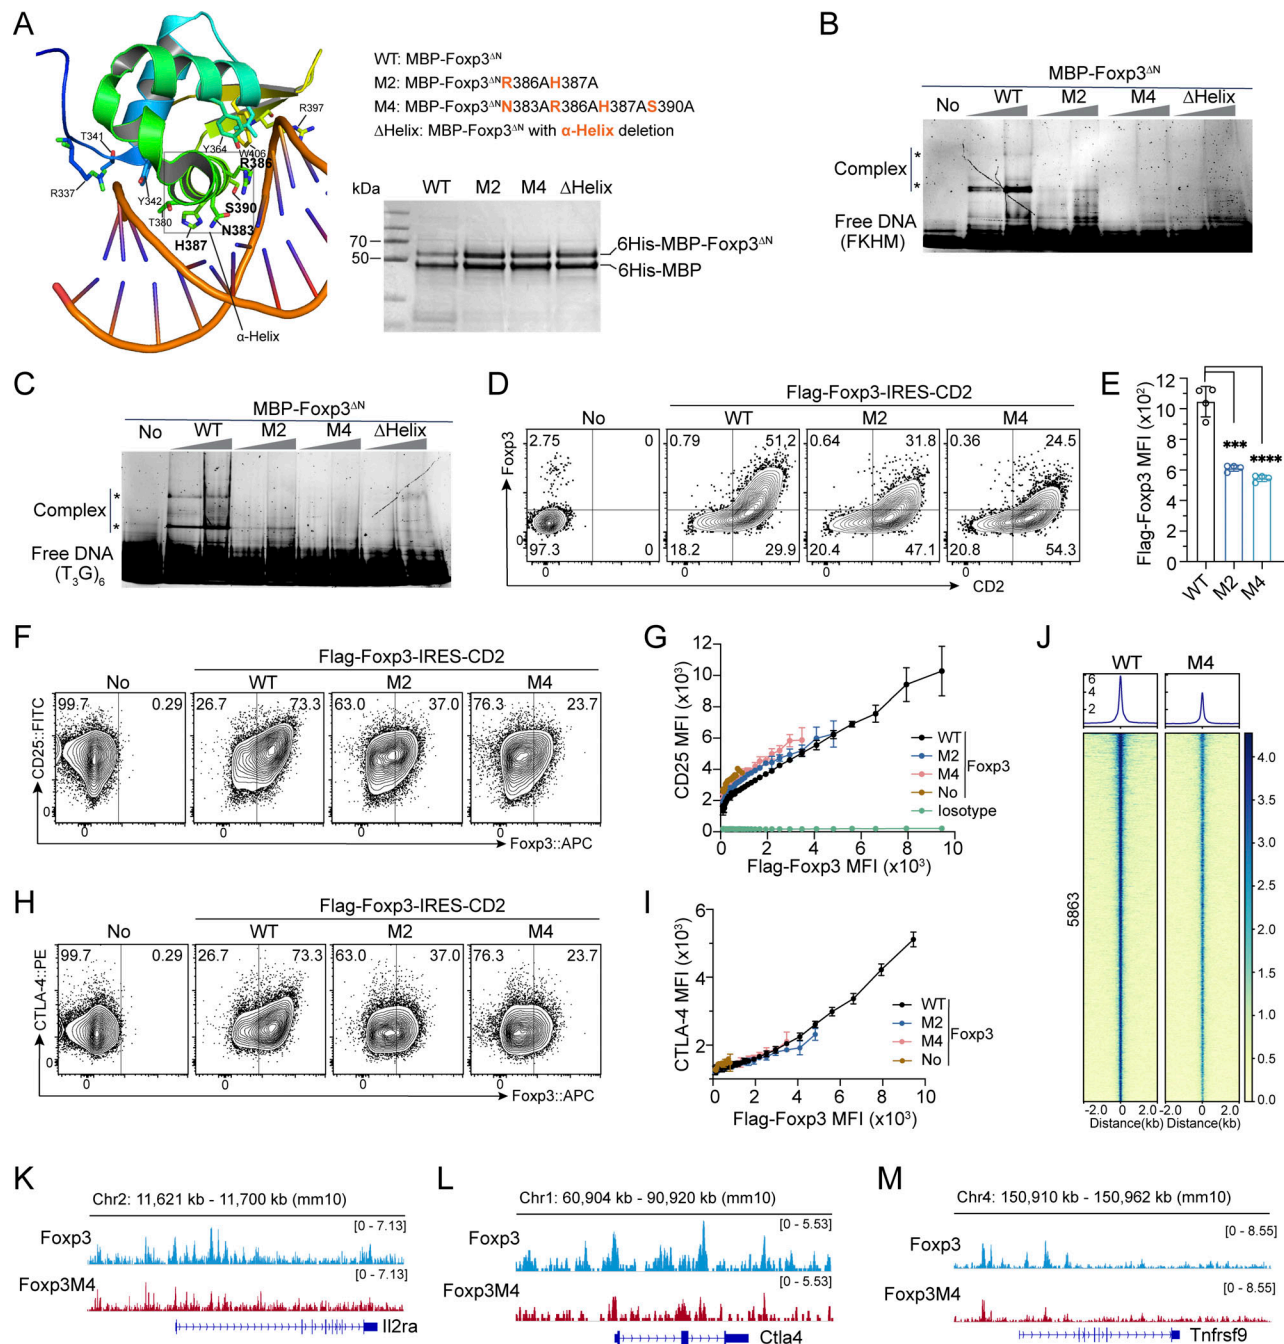 A
T341
R337
Y342
T380
H387
N383
S390
R386
W406
Y364
R397
α-Helix
WT: MBP-Foxp3ΔN
M2: MBP-Foxp3ΔNR386AH387A
M4: MBP-Foxp3ΔNN383AR386AH387AS390A
ΔHelix: MBP-Foxp3ΔN with α-Helix deletion
kDa WT M2 M4 ΔHelix
70
50
6His-MBP-Foxp3ΔN
6His-MBP
B
MBP-Foxp3ΔN
No WT M2 M4 ΔHelix
Complex
*
*
Free DNA
(FKHM)
C
MBP-Foxp3ΔN
No WT M2 M4 ΔHelix
Complex
*
*
Free DNA
(T3G)6
D
Flag-Foxp3-IRES-CD2
No WT M2 M4
Foxp3
2.75 0 0.79 51.2 0.64 31.8 0.36 24.5
97.3 0 18.2 29.9 20.4 47.1 20.8 54.3
0
0 0 0 0
CD2
E
Flag-Foxp3 MFI (x10²)
12
10
8
6
4
2
0
***
****
WT M2 M4
F
Flag-Foxp3-IRES-CD2
No WT M2 M4
CD25::FITC
99.7 0.29 26.7 73.3 63.0 37.0 76.3 23.7
0
0 0 0 0
Foxp3::APC
G
CD25 MFI (x10³)
12
10
8
6
4
2
0
0 2 4 6 8 10
Flag-Foxp3 MFI (x10³)
WT
M2
M4
No
Foxp3
Iosotype
H
Flag-Foxp3-IRES-CD2
No WT M2 M4
CTLA-4::PE
99.7 0.29 26.7 73.3 63.0 37.0 76.3 23.7
0
0 0 0 0
Foxp3::APC
I
CTLA-4 MFI (x10³)
6
4
2
0 2 4 6 8 10
Flag-Foxp3 MFI (x10³)
WT
M2
M4
No
Foxp3
J
WT M4
6
4
2
5863
4.0
3.5
3.0
2.5
2.0
1.5
1.0
0.5
0.0
-2.0 0 2.0 -2.0 0 2.0
Distance(kb) Distance(kb)
K
Chr2: 11,621 kb - 11,700 kb (mm10)
[0 - 7.13]
Foxp3
[0 - 7.13]
Foxp3M4
Il2ra
L
Chr1: 60,904 kb - 90,920 kb (mm10)
[0 - 5.53]
Foxp3
[0 - 5.53]
Foxp3M4
Ctla4
M
Chr4: 150,910 kb - 150,962 kb (mm10)
[0 - 8.55]
Foxp3
[0 - 8.55]
Foxp3M4
Tnfrsf9